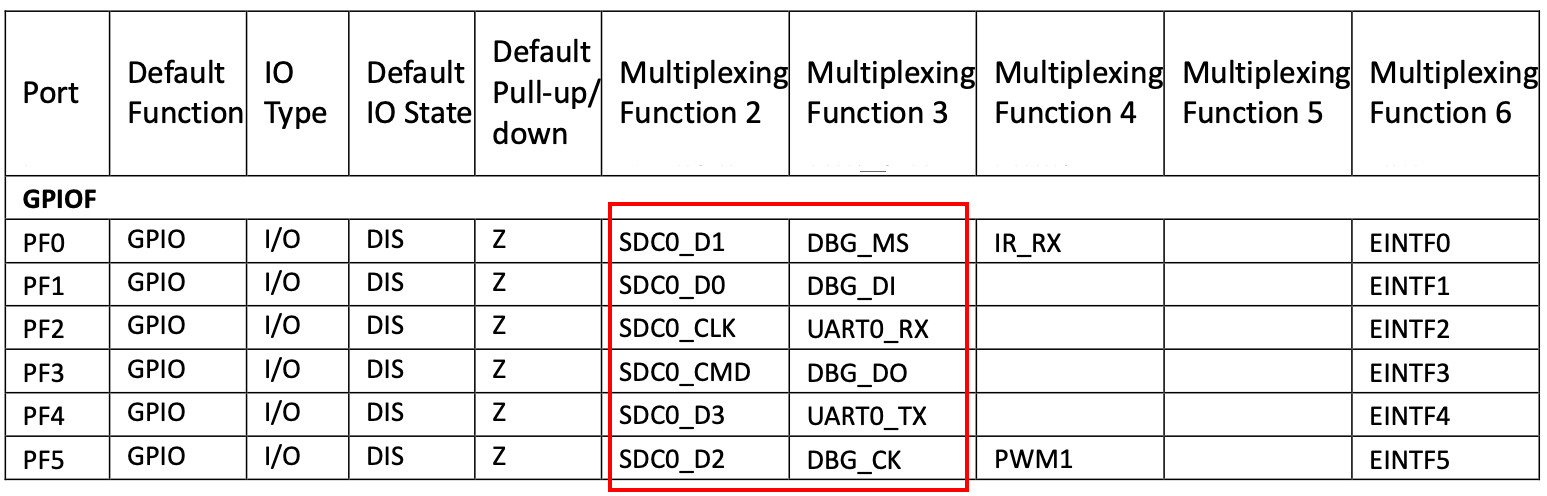 Port Default Function IO Type Default IO State Default Pull-up/ down Multiplexing Function 2 Multiplexing Function 3 Multiplexing Function 4 Multiplexing Function 5 Multiplexing Function 6
GPIOF
PF0 GPIO I/O DIS Z SDC0_D1 DBG_MS IR_RX EINTF0
PF1 GPIO I/O DIS Z SDC0_D0 DBG_DI EINTF1
PF2 GPIO I/O DIS Z SDC0_CLK UART0_RX EINTF2
PF3 GPIO I/O DIS Z SDC0_CMD DBG_DO EINTF3
PF4 GPIO I/O DIS Z SDC0_D3 UART0_TX EINTF4
PF5 GPIO I/O DIS Z SDC0_D2 DBG_CK PWM1 EINTF5